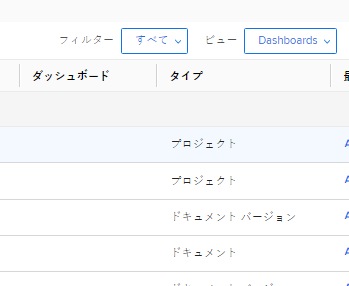 フィルター すべて ビュー Dashboards
ダッシュボード タイプ
プロジェクト
プロジェクト
ドキュメント バージョン
ドキュメント